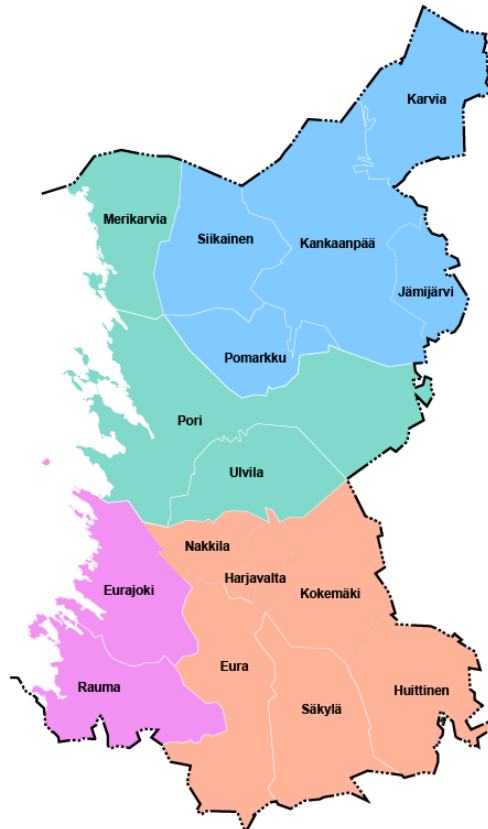 Karvia
Merikarvia
Siikainen
Kankaanpää
Jämijärvi
Pomarkku
Pori
Ulvila
Nakkila
Harjavalta
Eurajoki
Kokemäki
Eura
Rauma
Huittinen
Säkylä